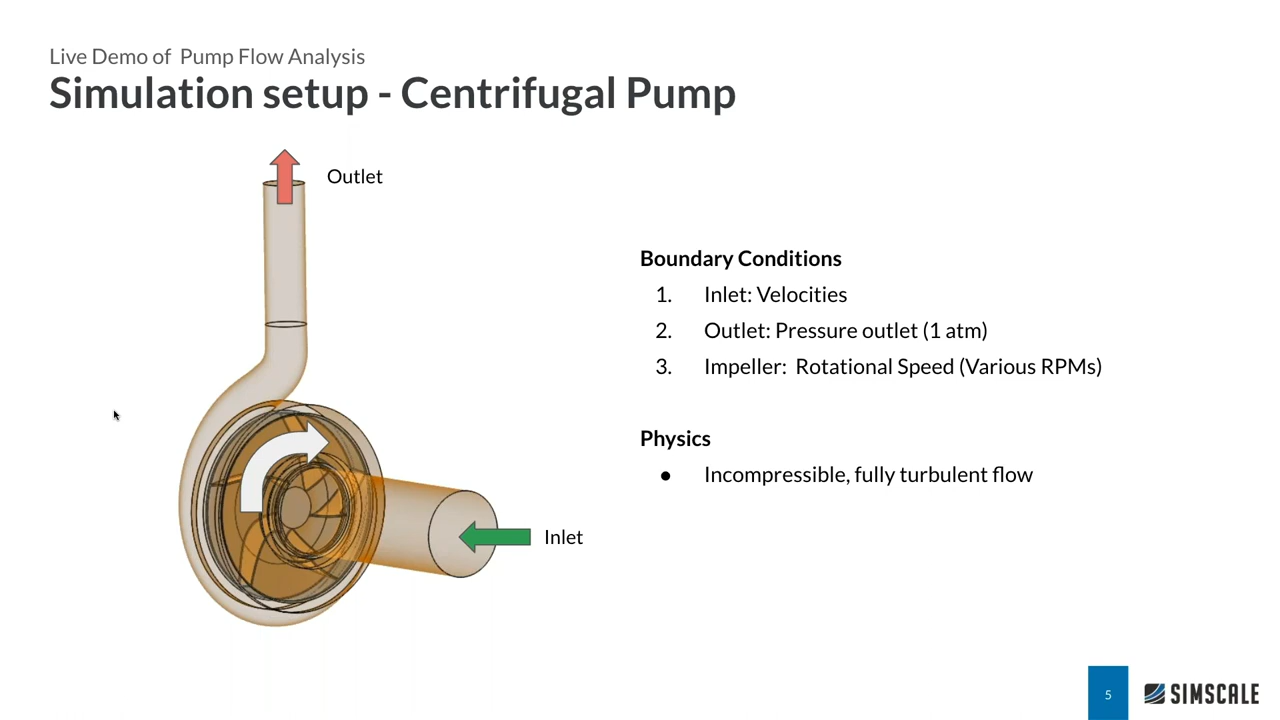 Live Demo of  Pump Flow Analysis
Simulation setup - Centrifugal Pump
Outlet
Inlet
Boundary Conditions
1. Inlet: Velocities
2. Outlet: Pressure outlet (1 atm)
3. Impeller:  Rotational Speed (Various RPMs)
Physics
● Incompressible, fully turbulent flow
5
SIMSCALE